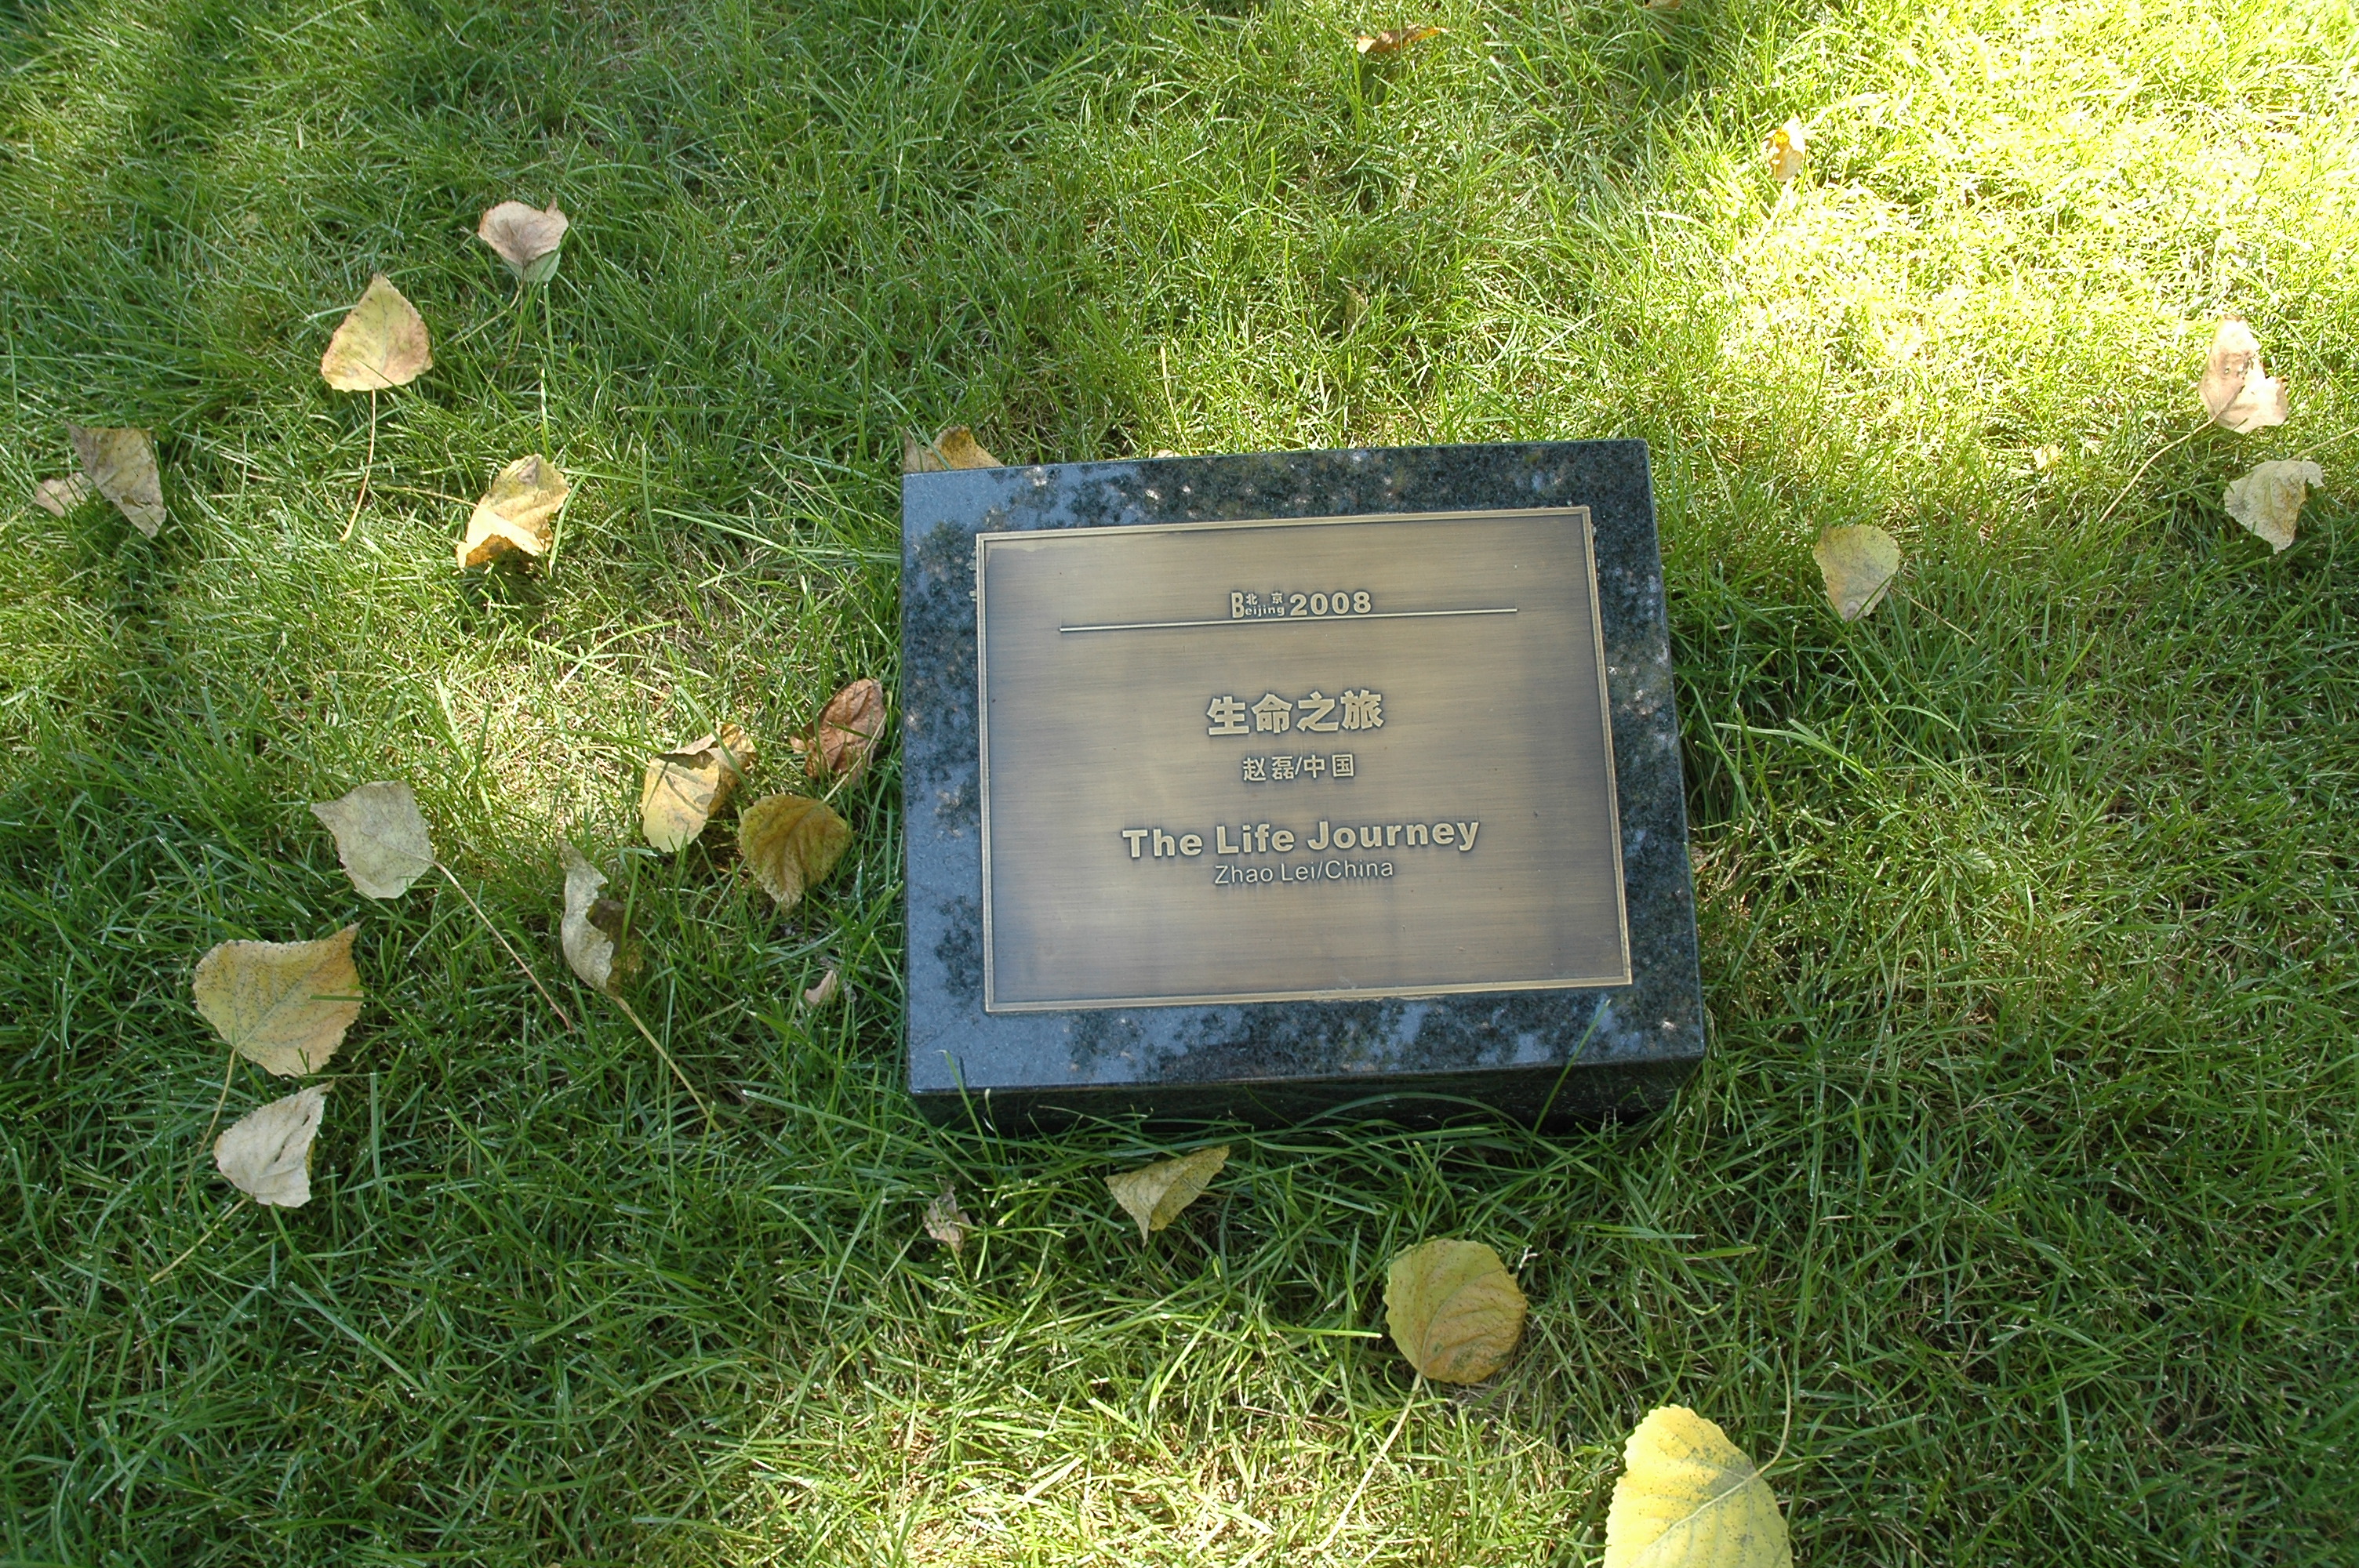 北京 Beijing 2008
生命之旅
赵磊/中国
The Life Journey
Zhao Lei/China